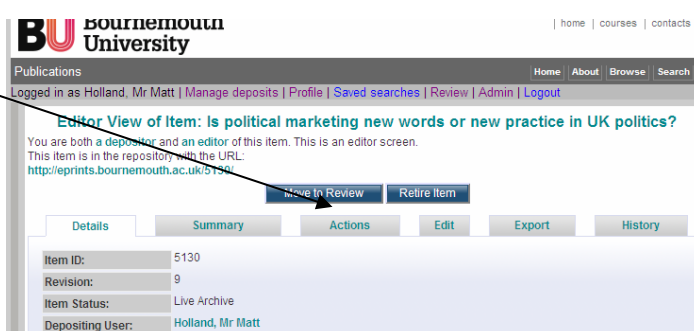 BU Bournemouth University
| home | courses | contacts
Publications
Home | About | Browse | Search
Logged in as Holland, Mr Matt | Manage deposits | Profile | Saved searches | Review | Admin | Logout
Editor View of Item: Is political marketing new words or new practice in UK politics?
You are both a depositor and an editor of this item. This is an editor screen.
This item is in the repository with the URL:
http://eprints.bournemouth.ac.uk/5130/
Move to Review Retire Item
Details Summary Actions Edit Export History
Item ID: 5130
Revision: 9
Item Status: Live Archive
Depositing User: Holland, Mr Matt